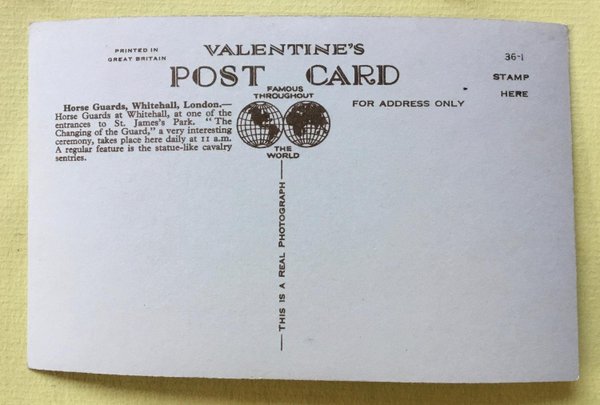 PRINTED IN
GREAT BRITAIN
VALENTINE'S
POST CARD
36-1
STAMP
HERE
FAMOUS
THROUGHOUT
THE
WORLD
FOR ADDRESS ONLY
Horse Guards, Whitehall, London.—
Horse Guards at Whitehall, at one of the
entrances to St. James's Park. "The
Changing of the Guard," a very interesting
ceremony, takes place here daily at 11 a.m.
A regular feature is the statue-like cavalry
sentries.
THIS IS A REAL PHOTOGRAPH